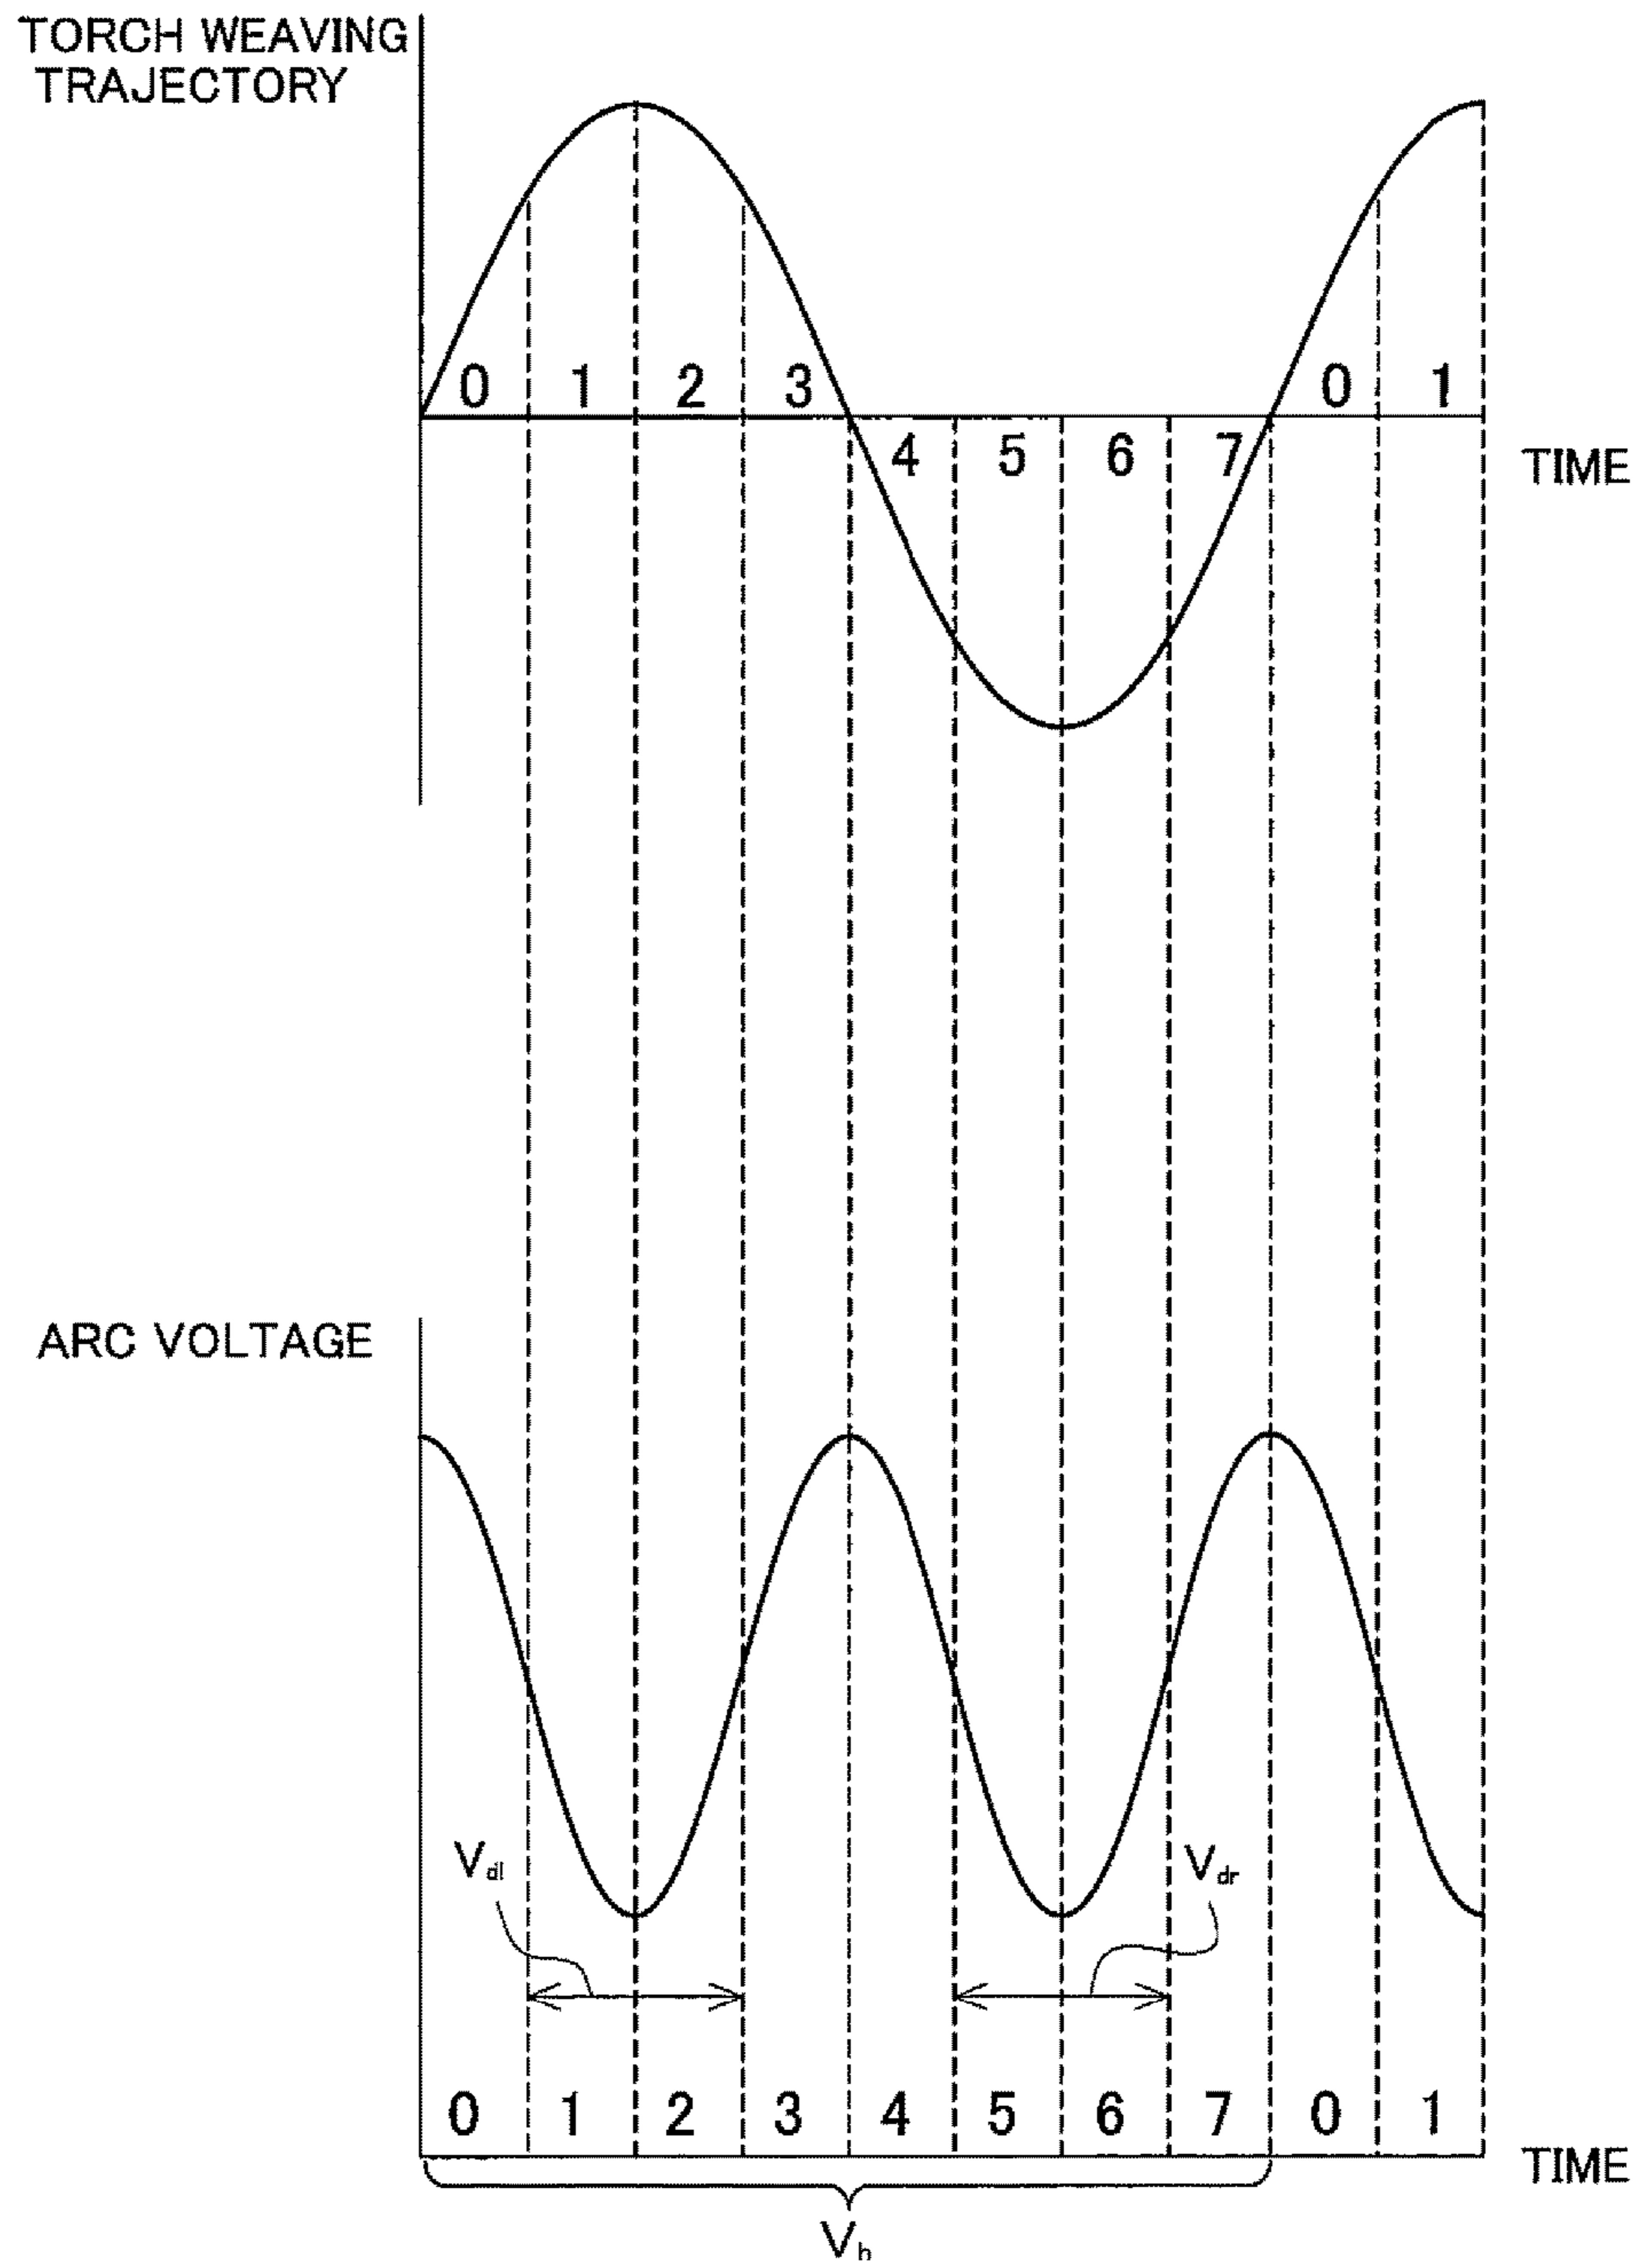 TORCH WEAVING
TRAJECTORY
0 1 2 3 0 1
4 5 6 7
TIME
ARC VOLTAGE
Vdl Vdr
0 1 2 3 4 5 6 7 0 1
TIME
Vb